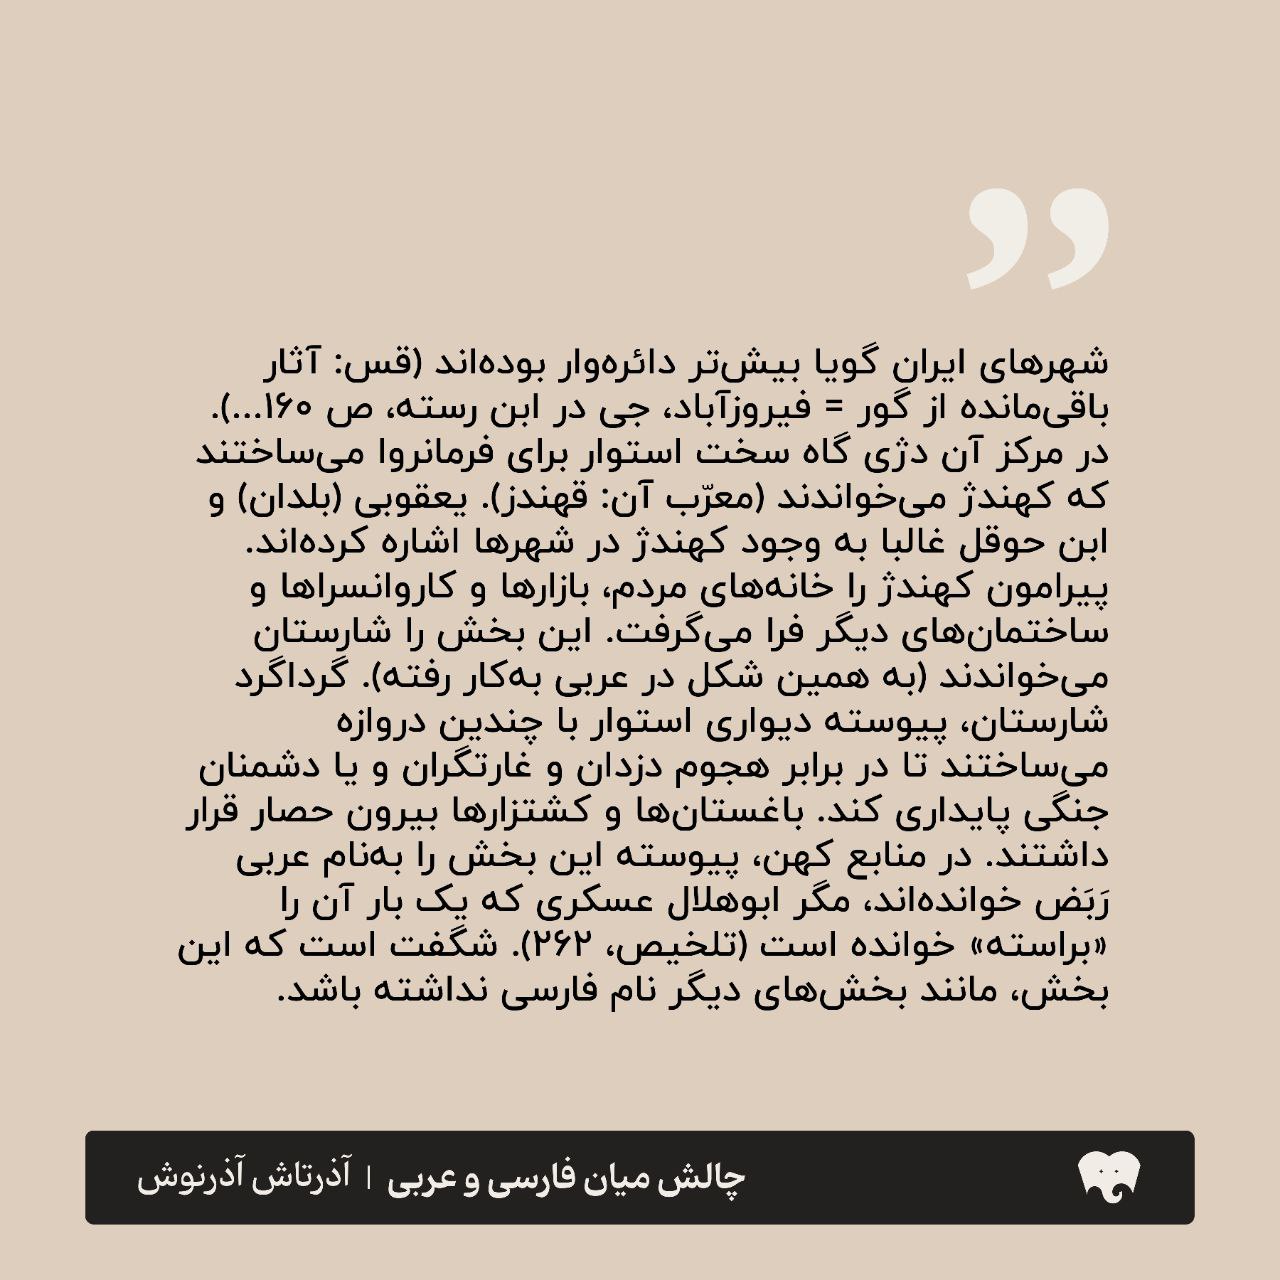 شهرهای ایران گویا بیش‌تر دائره‌وار بوده‌اند (قس: آثار
باقی‌مانده از گور = فیروزآباد، جی در ابن رسته، ص ۱۶۰...).
در مرکز آن دژی گاه سخت استوار برای فرمانروا می‌ساختند
که کهندژ می‌خواندند (معرّب آن: قهندز). یعقوبی (بلدان) و
ابن حوقل غالبا به وجود کهندژ در شهرها اشاره کرده‌اند.
پیرامون کهندژ را خانه‌های مردم، بازارها و کاروانسراها و
ساختمان‌های دیگر فرا می‌گرفت. این بخش را شارستان
می‌خواندند (به همین شکل در عربی به‌کار رفته). گرداگرد
شارستان، پیوسته دیواری استوار با چندین دروازه
می‌ساختند تا در برابر هجوم دزدان و غارتگران و یا دشمنان
جنگی پایداری کند. باغستان‌ها و کشتزارها بیرون حصار قرار
داشتند. در منابع کهن، پیوسته این بخش را به‌نام عربی
رَبَض خوانده‌اند، مگر ابوهلال عسکری که یک بار آن را
«براسته» خوانده است (تلخیص، ۲۶۲). شگفت است که این
بخش، مانند بخش‌های دیگر نام فارسی نداشته باشد.
چالش میان فارسی و عربی | آذرتاش آذرنوش